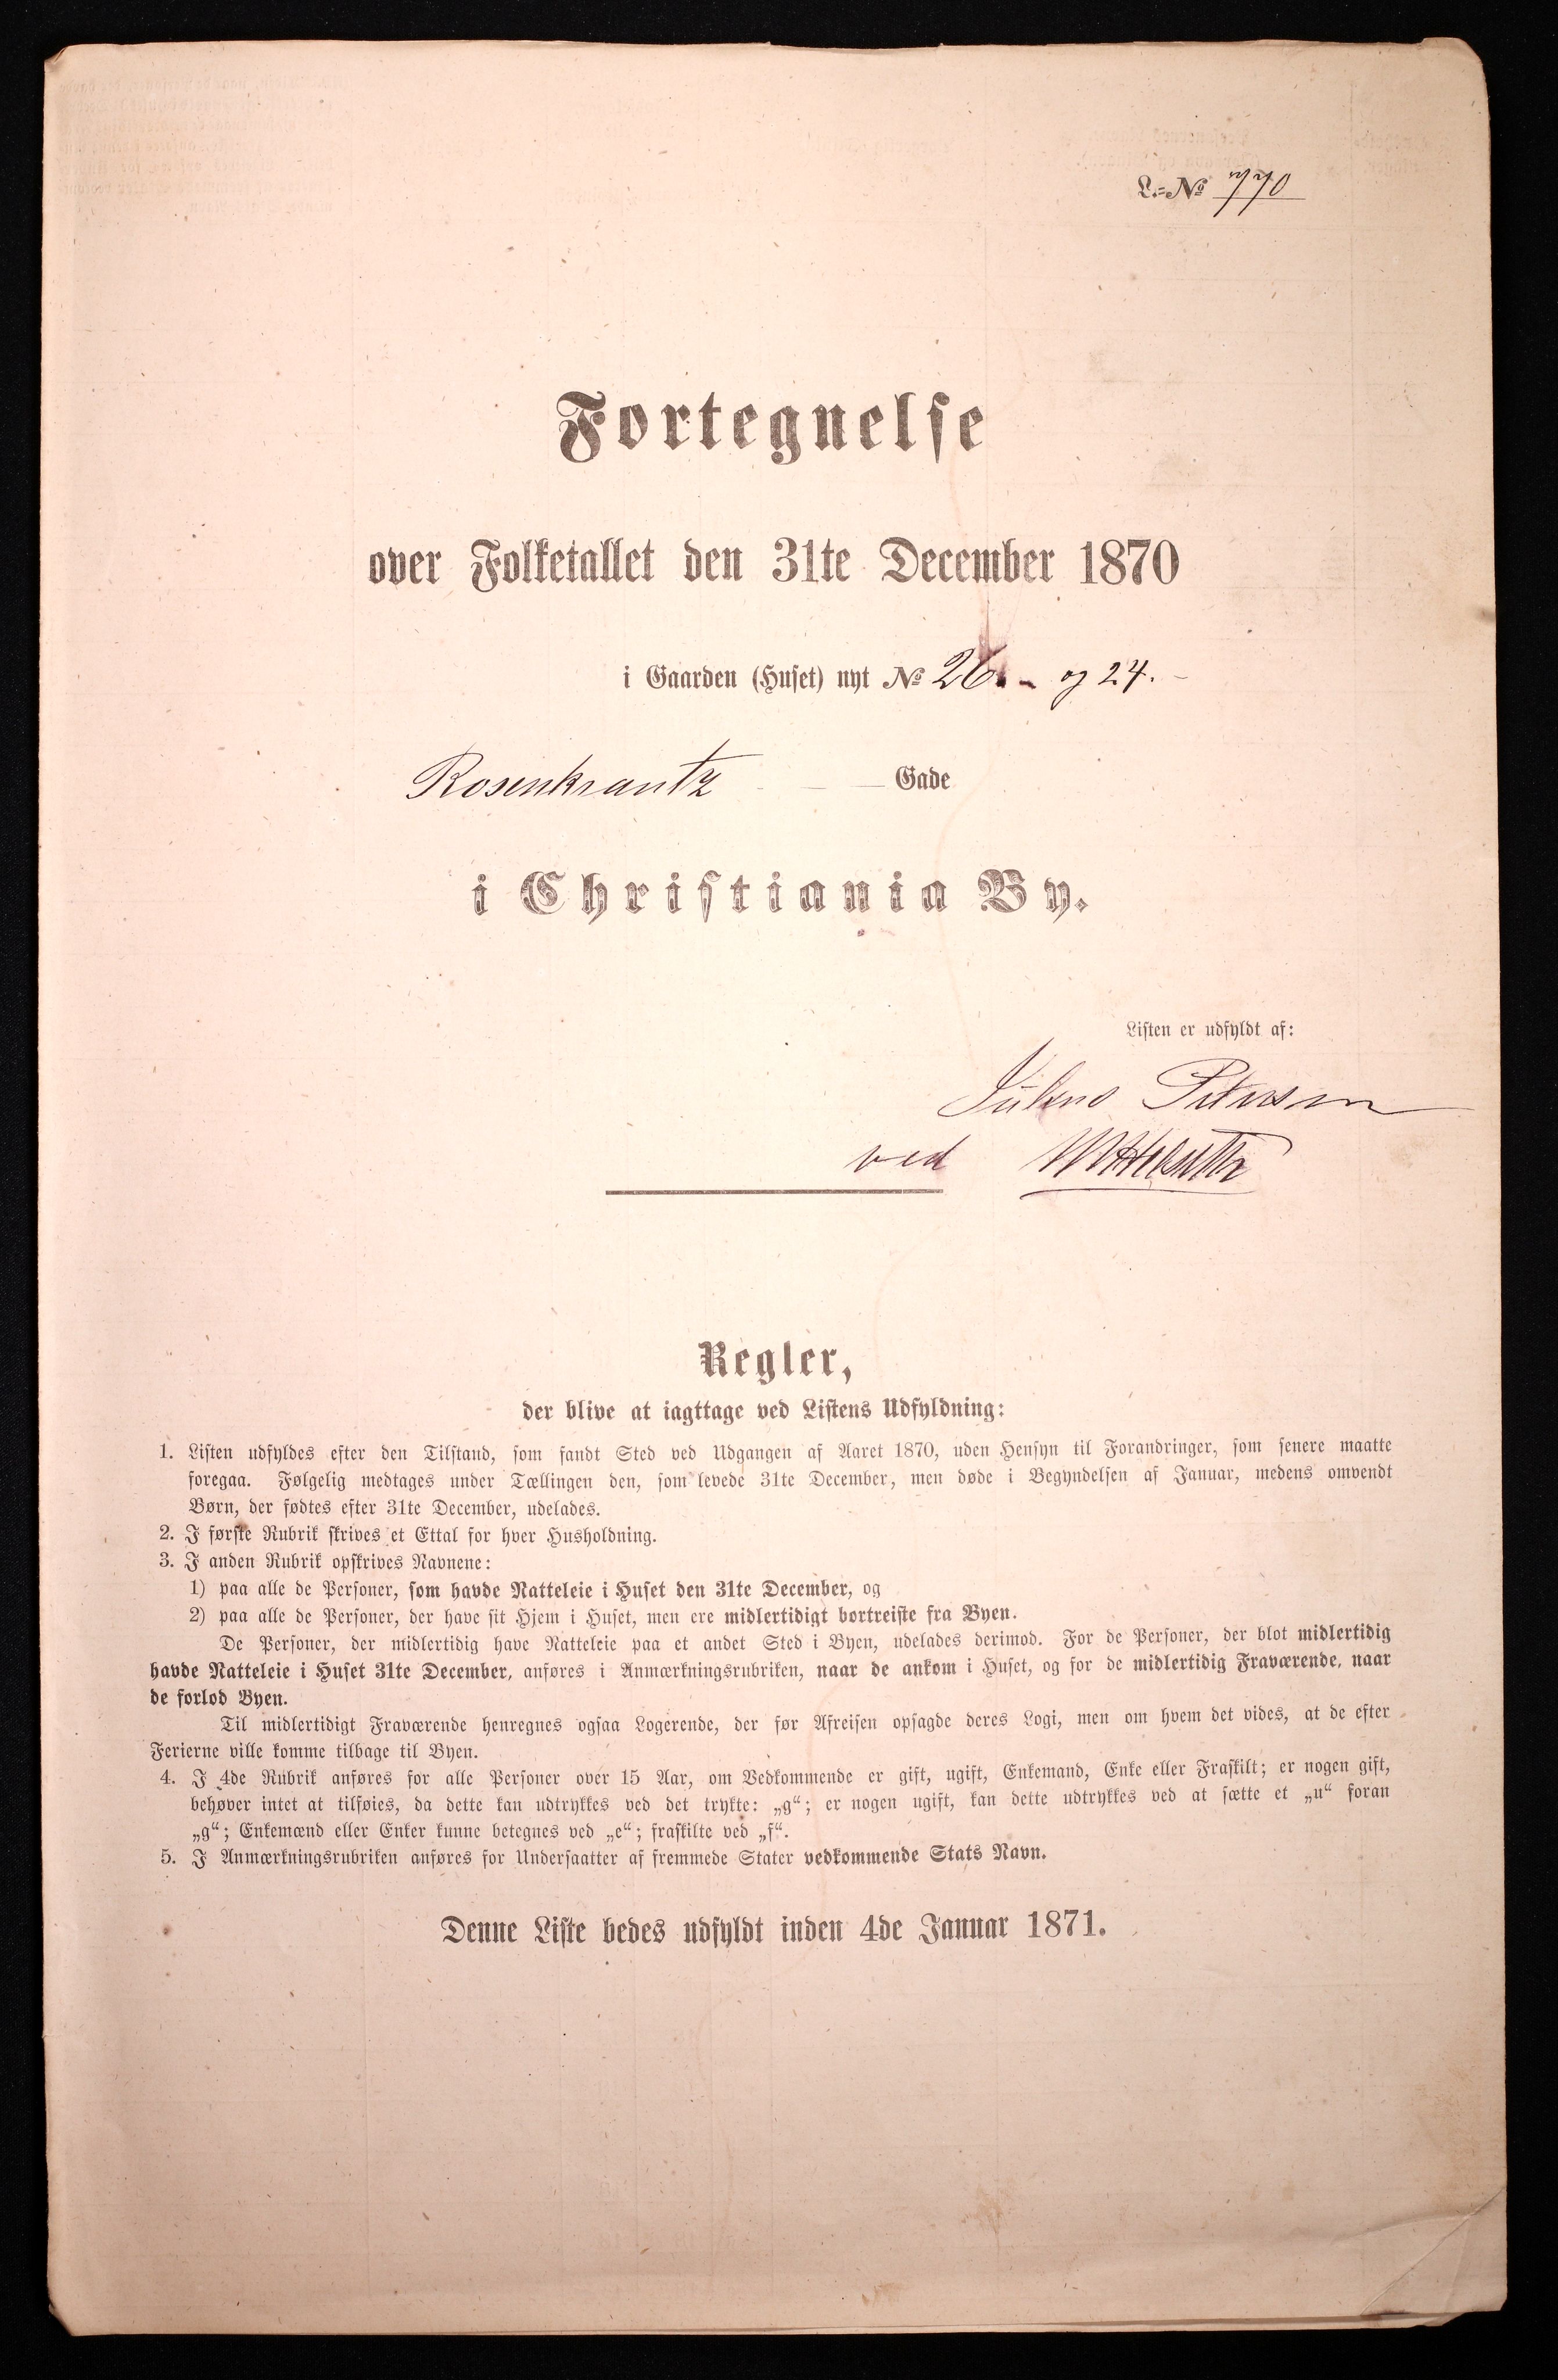 L.-No 770
Fortegnelse
over Folketallet den 31te December 1870
i Gaarden (Huset) nyt No 26. - og 24. -
Rosenkrantz Gade
i Christiania By.
Listen er udfyldt af:
Petersen
ved
Regler,
der blive at iagttage ved Listens Udfyldning:
1. Listen udfyldes efter den Tilstand, som fandt Sted ved Udgangen af Aaret 1870, uden Hensyn til Forandringer, som senere maatte
foregaa. Følgelig medtages under Tællingen den, som levede 31te December, men døde i Begyndelsen af Januar, medens omvendt
Børn, der fødtes efter 31te December, udelades.
2. I første Rubrik skrives et Ettal for hver Husholdning.
3. I anden Rubrik opskrives Navnene:
1) paa alle de Personer, som havde Natteleie i Huset den 31te December, og
2) paa alle de Personer, der have sit Hjem i Huset, men ere midlertidigt bortreiste fra Byen.
De Personer, der midlertidig have Natteleie paa et andet Sted i Byen, udelades derimod. For de Personer, der blot midlertidig
havde Natteleie i Huset 31te December, anføres i Anmærkningsrubriken, naar de ankom i Huset, og for de midlertidig Fraværende, naar
de forlod Byen.
Til midlertidigt Fraværende henregnes ogsaa Logerende, der før Afreisen opsagde deres Logi, men om hvem det vides, at de efter
Ferierne ville komme tilbage til Byen.
4. I 4de Rubrik anføres for alle Personer over 15 Aar, om Vedkommende er gift, ugift, Enkemand, Enke eller Fraskilt; er nogen gift,
behøver intet at tilføies, da dette kan udtrykkes ved det trykte: „g“; er nogen ugift, kan dette udtrykkes ved at sætte et „u“ foran
„g“; Enkemænd eller Enker kunne betegnes ved „e“; fraskilte ved „f“.
5. I Anmærkningsrubriken anføres for Undersaatter af fremmede Stater vedkommende Stats Navn.
Denne Liste bedes udfyldt inden 4de Januar 1871.